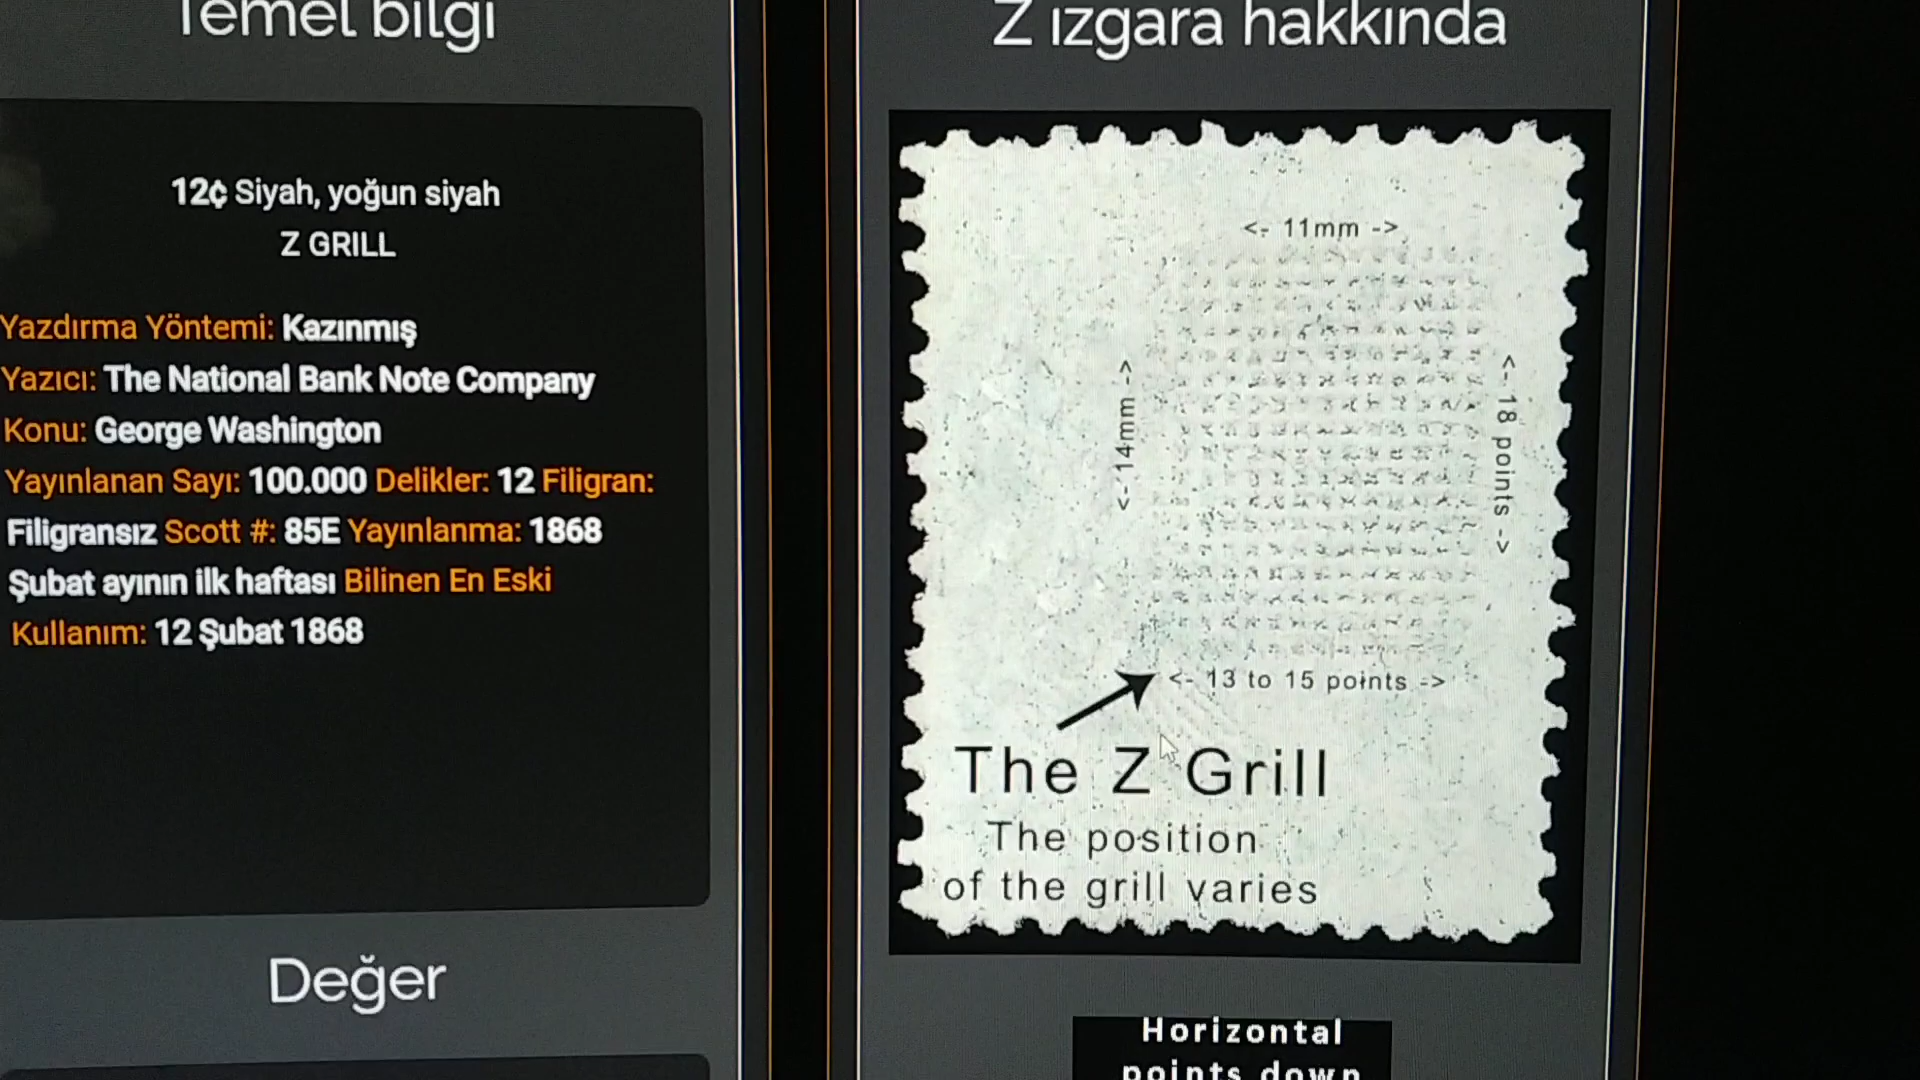 Temel bilgi
12¢ Siyah, yoğun siyah
Z GRILL
Yazdırma Yöntemi: Kazınmış
Yazıcı: The National Bank Note Company
Konu: George Washington
Yayınlanan Sayı: 100.000 Delikler: 12 Filigran:
Filigransız Scott #: 85E Yayınlanma: 1868
Şubat ayının ilk haftası Bilinen En Eski
Kullanım: 12 Şubat 1868
Değer
Z ızgara hakkında
<- 11mm ->
<- 14mm ->
<- 18 points ->
<- 13 to 15 points ->
The Z Grill
The position
of the grill varies
Horizontal
points down